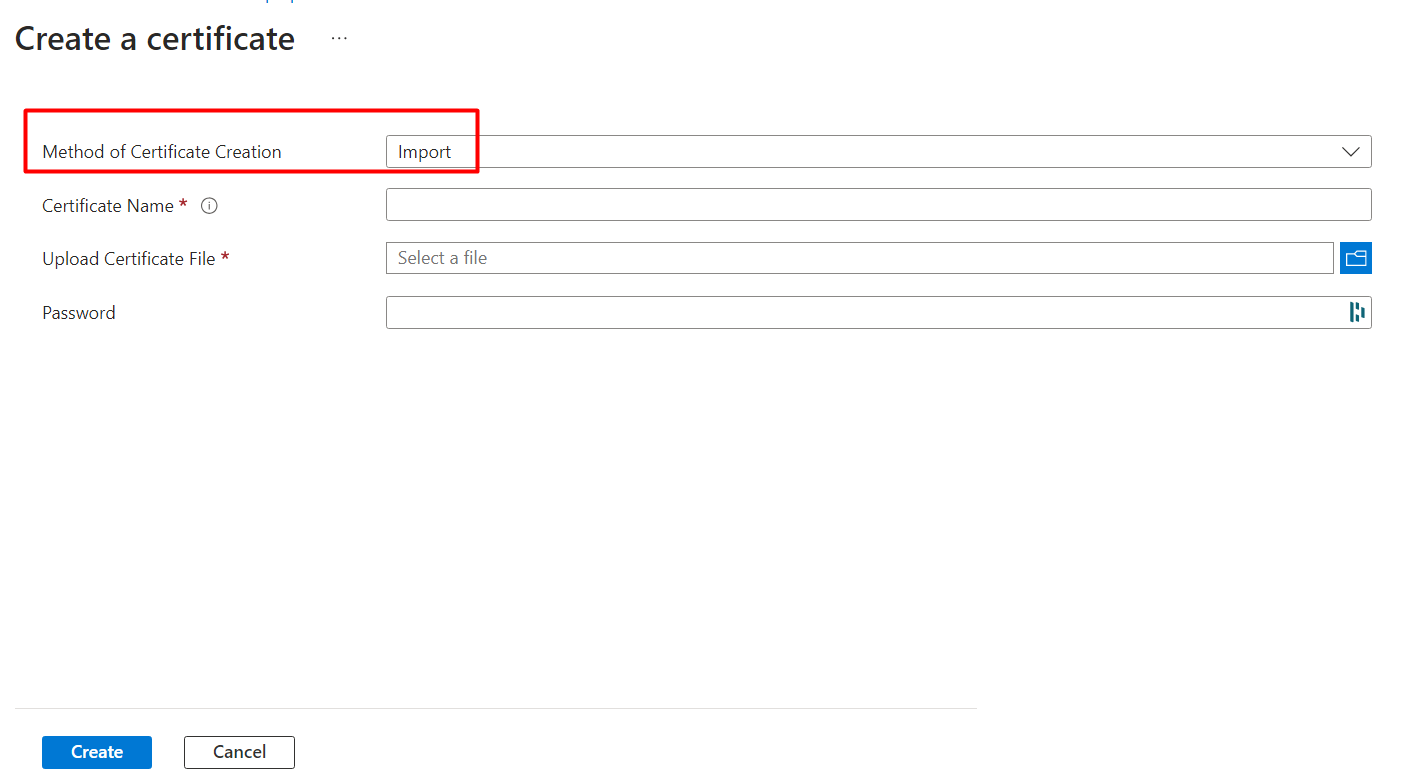 Create a certificate ...
Method of Certificate Creation Import
Certificate Name *
Upload Certificate File * Select a file
Password
Create Cancel